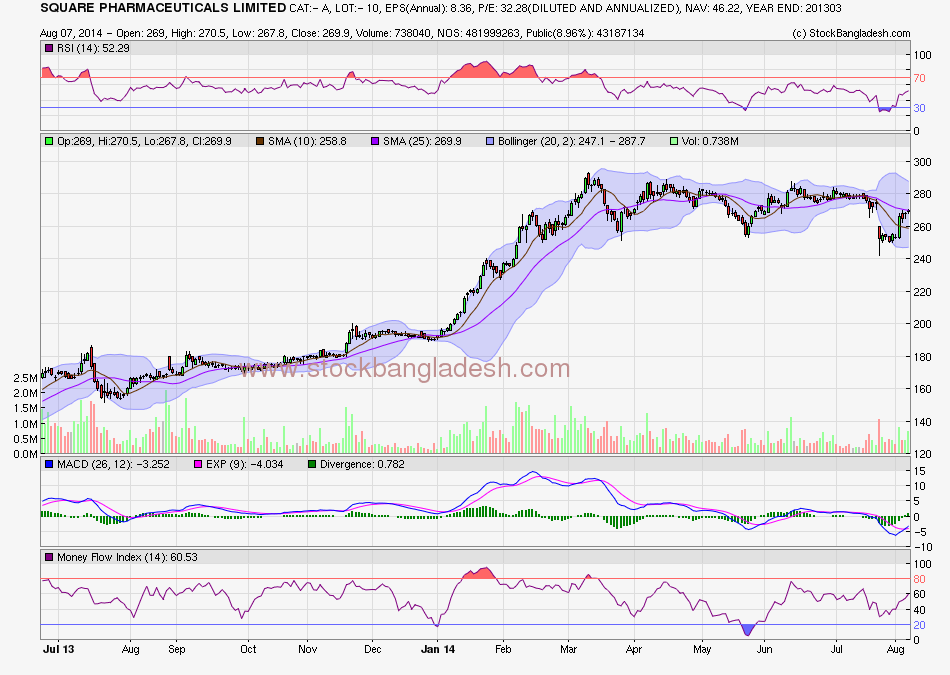 SQUARE PHARMACEUTICALS LIMITED CAT:- A, LOT:- 10, EPS(Annual): 8.36, P/E: 32.28(DILUTED AND ANNUALIZED), NAV: 46.22, YEAR END: 201303
Aug 07, 2014 - Open: 269, High: 270.5, Low: 267.8, Close: 269.9, Volume: 738040, NOS: 481999263, Public(8.96%): 43187134 (c) StockBangladesh.com
RSI (14): 52.29
100
70
30
0
Op:269, Hi:270.5, Lo:267.8, Cl:269.9 SMA (10): 258.8 SMA (25): 269.9 Bollinger (20, 2): 247.1 - 287.7 Vol: 0.738M
300
280
260
240
220
200
180
www.stockbangladesh.com
2.5M
160
2.0M
1.5M
140
1.0M
0.5M
0.0M 120
MACD (26, 12): -3.252 EXP (9): -4.034 Divergence: 0.782
15
10
5
0
-5
-10
Money Flow Index (14): 60.53
100
80
60
40
20
0
Jul 13 Aug Sep Oct Nov Dec Jan 14 Feb Mar Apr May Jun Jul Aug